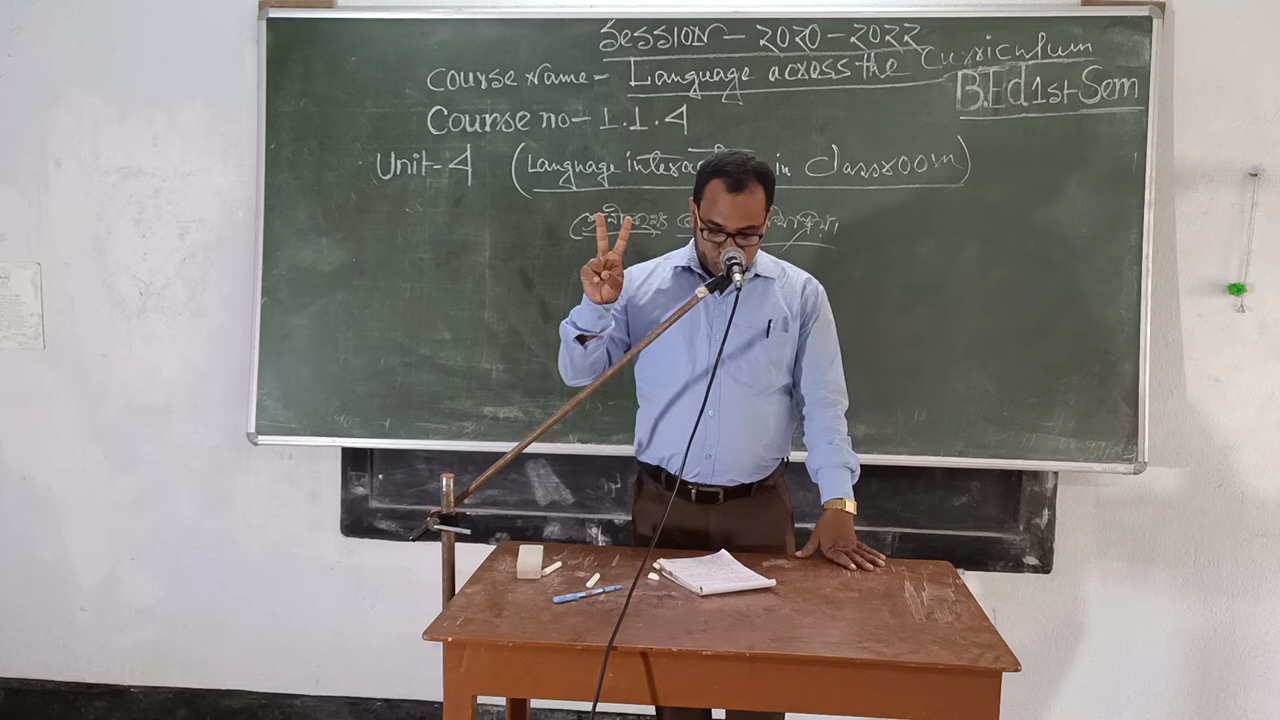 Session - 2020 - 2022
Course Name - Language across the Curriculum
B.Ed 1st Sem
Course no - 1.1.4
Unit - 4 (Language in classroom)